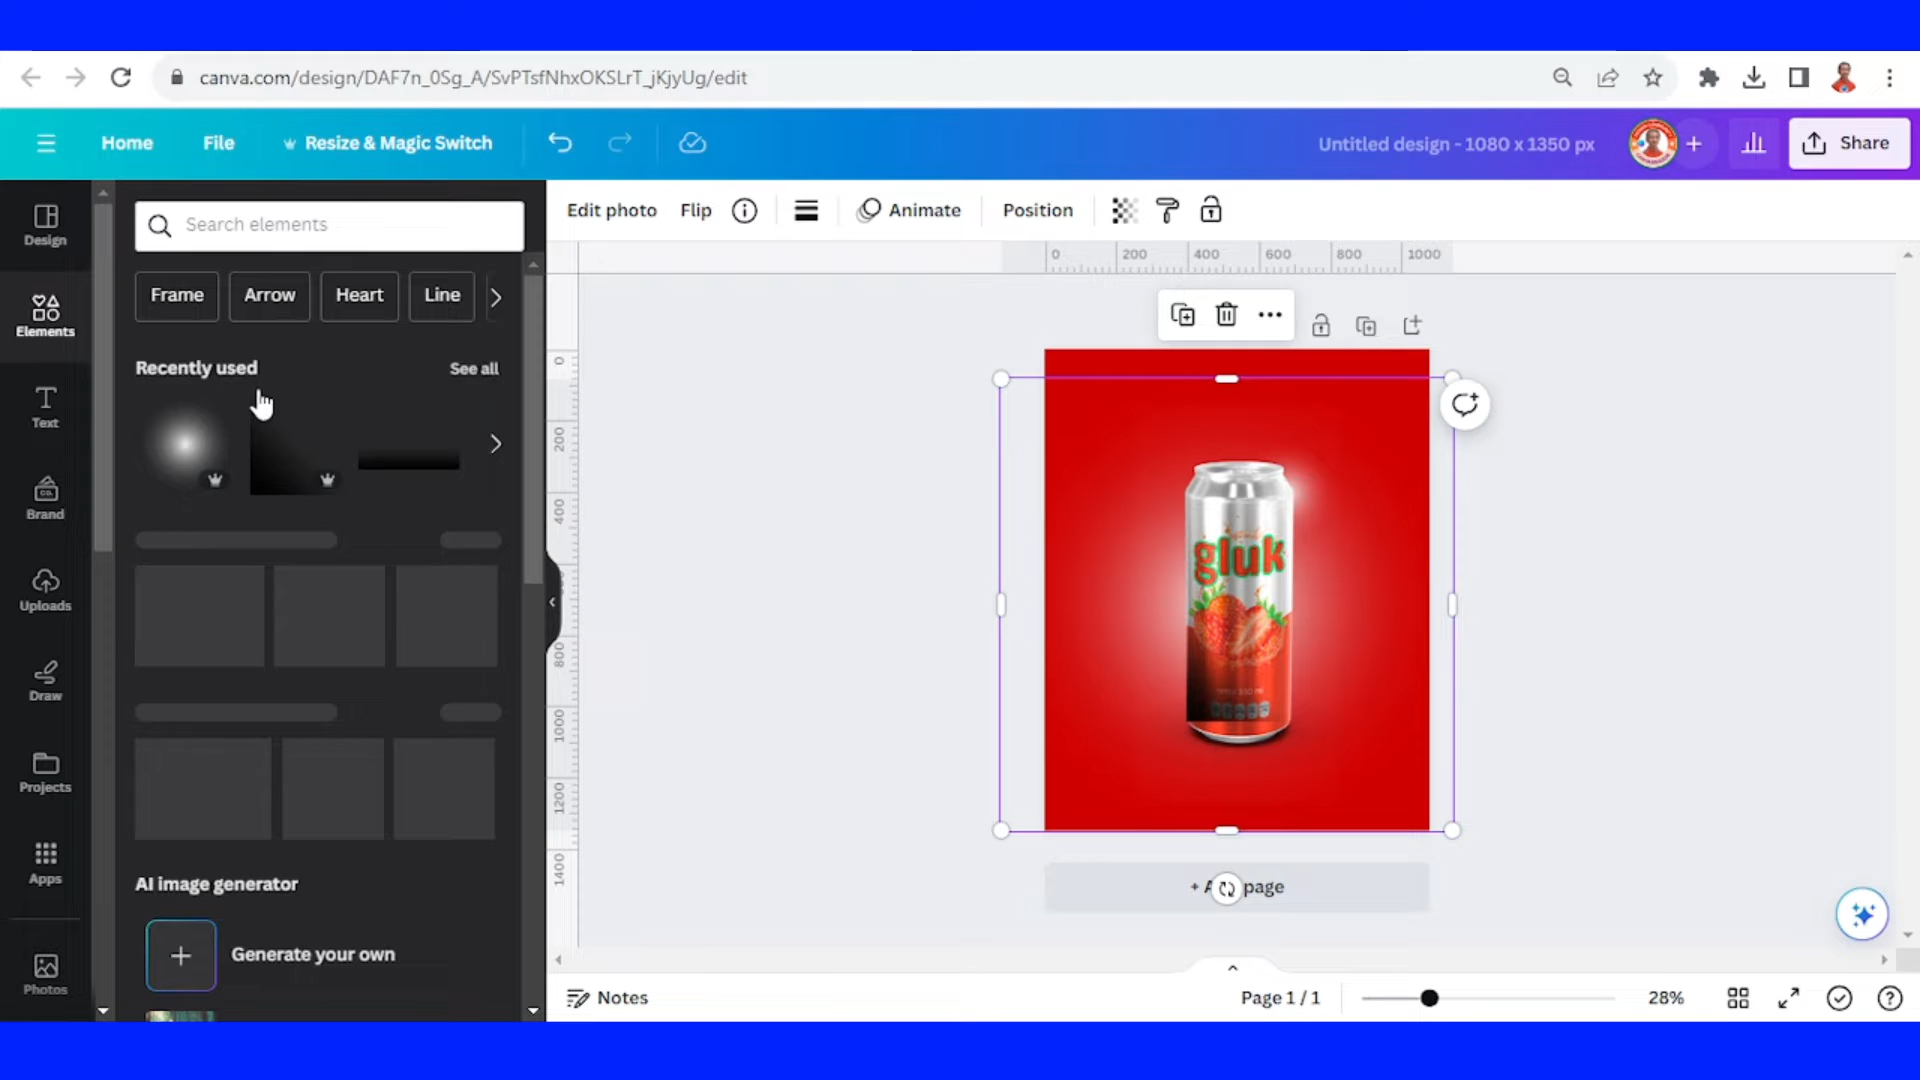 canva.com/design/DAF7n_0Sg_A/SvPTsfNhxOKSLrT_jKjyUg/edit
Home File Resize & Magic Switch Untitled design - 1080 x 1350 px Share
Design
Elements
Text
Brand
Uploads
Draw
Projects
Apps
Photos
Search elements
Frame Arrow Heart Line
Recently used See all
AI image generator
Generate your own
Edit photo Flip Animate Position
0 200 400 600 800 1000
0
200
400
800
1000
1200
1400
gluk
+ A page
Notes Page 1 / 1 28%
CO.